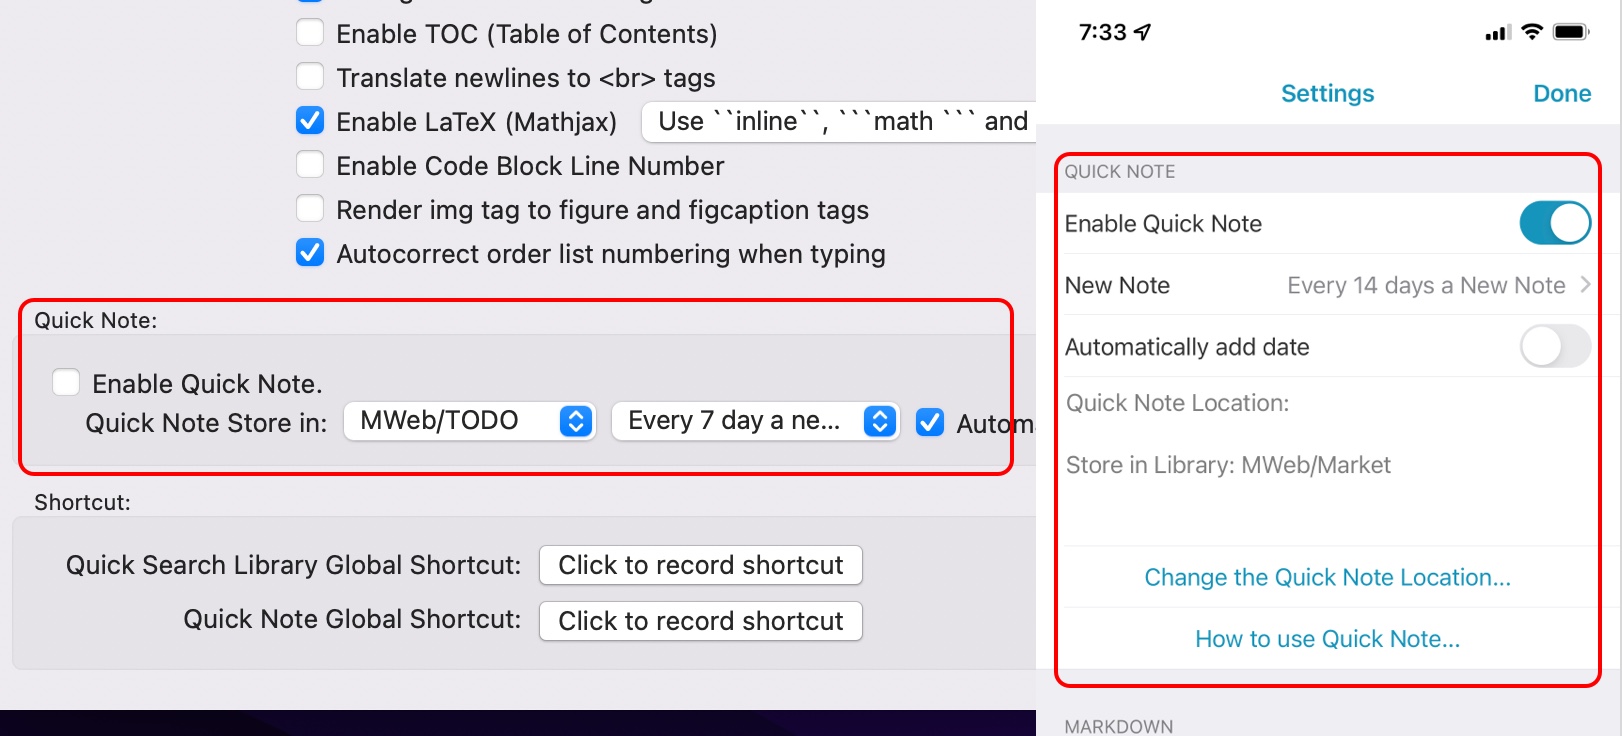 Enable TOC (Table of Contents)
Translate newlines to <br> tags
Enable LaTeX (Mathjax)
Use ``inline``, ```math ``` and
Enable Code Block Line Number
Render img tag to figure and figcaption tags
Autocorrect order list numbering when typing
Quick Note:
Enable Quick Note.
Quick Note Store in:
MWeb/TODO
Every 7 day a ne...
Shortcut:
Quick Search Library Global Shortcut:
Click to record shortcut
Quick Note Global Shortcut:
Click to record shortcut
7:33
Settings
Done
QUICK NOTE
Enable Quick Note
New Note
Every 14 days a New Note
Automatically add date
Quick Note Location:
Store in Library: MWeb/Market
Change the Quick Note Location...
How to use Quick Note...
MARKDOWN